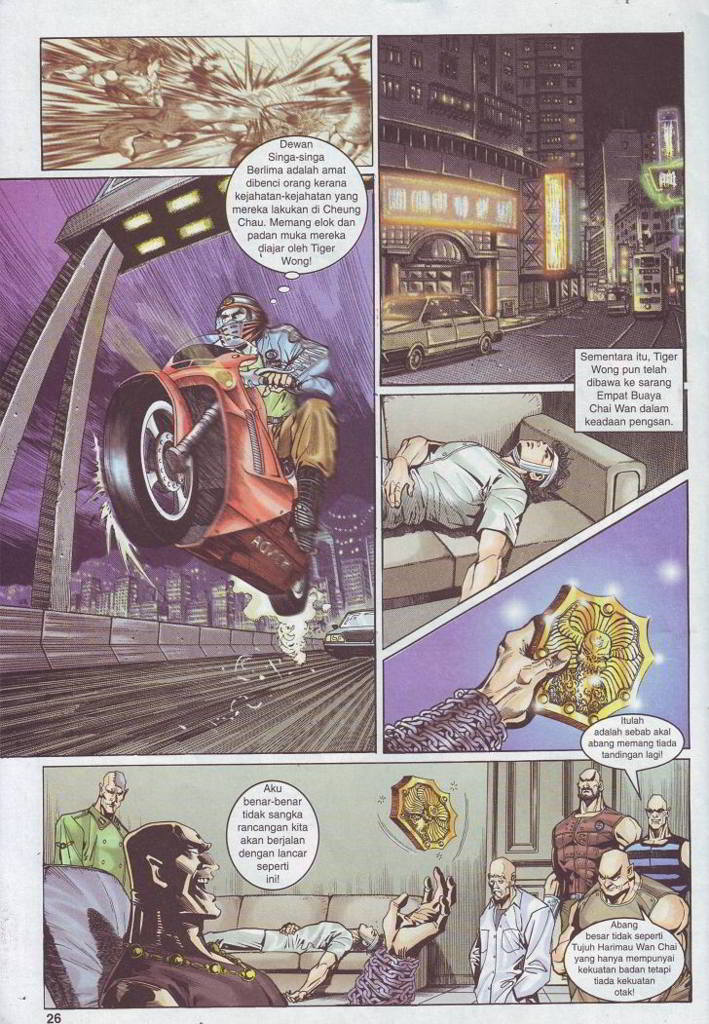 Dewan
Singa-singa
Berlima adalah amat
dibenci orang kerana
kejahatan-kejahatan yang
mereka lakukan di Cheung
Chau. Memang elok dan
padan muka mereka
diajar oleh Tiger
Wong!
Sementara itu, Tiger
Wong pun telah
dibawa ke sarang
Empat Buaya
Chai Wan dalam
keadaan pengsan.
Itulah
adalah sebab akal
abang memang tiada
tandingan lagi!
Aku
benar-benar
tidak sangka
rancangan kita
akan berjalan
dengan lancar
seperti
ini!
Abang
besar tidak seperti
Tujuh Harimau Wan Chai
yang hanya mempunyai
kekuatan badan tetapi
tiada kekuatan
otak!
26